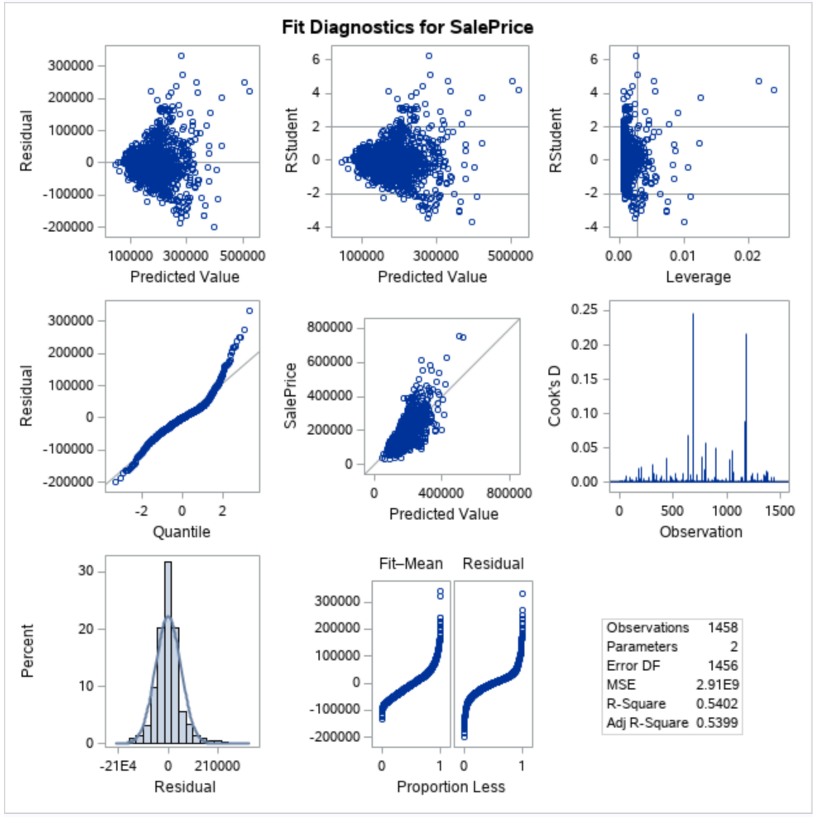 Fit Diagnostics for SalePrice
300000
200000
100000
0
-100000
-200000
Residual
100000 300000 500000
Predicted Value
6
4
2
0
-2
-4
RStudent
100000 300000 500000
Predicted Value
6
4
2
0
-2
-4
RStudent
0.00 0.01 0.02
Leverage
300000
200000
100000
0
-100000
-200000
Residual
-2 0 2
Quantile
800000
600000
400000
200000
0
SalePrice
0 400000 800000
Predicted Value
0.25
0.20
0.15
0.10
0.05
0.00
Cook's D
0 500 1000 1500
Observation
30
20
10
0
Percent
-21E4 0 210000
Residual
Fit–Mean Residual
300000
200000
100000
0
-100000
-200000
0 1 0 1
Proportion Less
Observations 1458
Parameters 2
Error DF 1456
MSE 2.91E9
R-Square 0.5402
Adj R-Square 0.5399